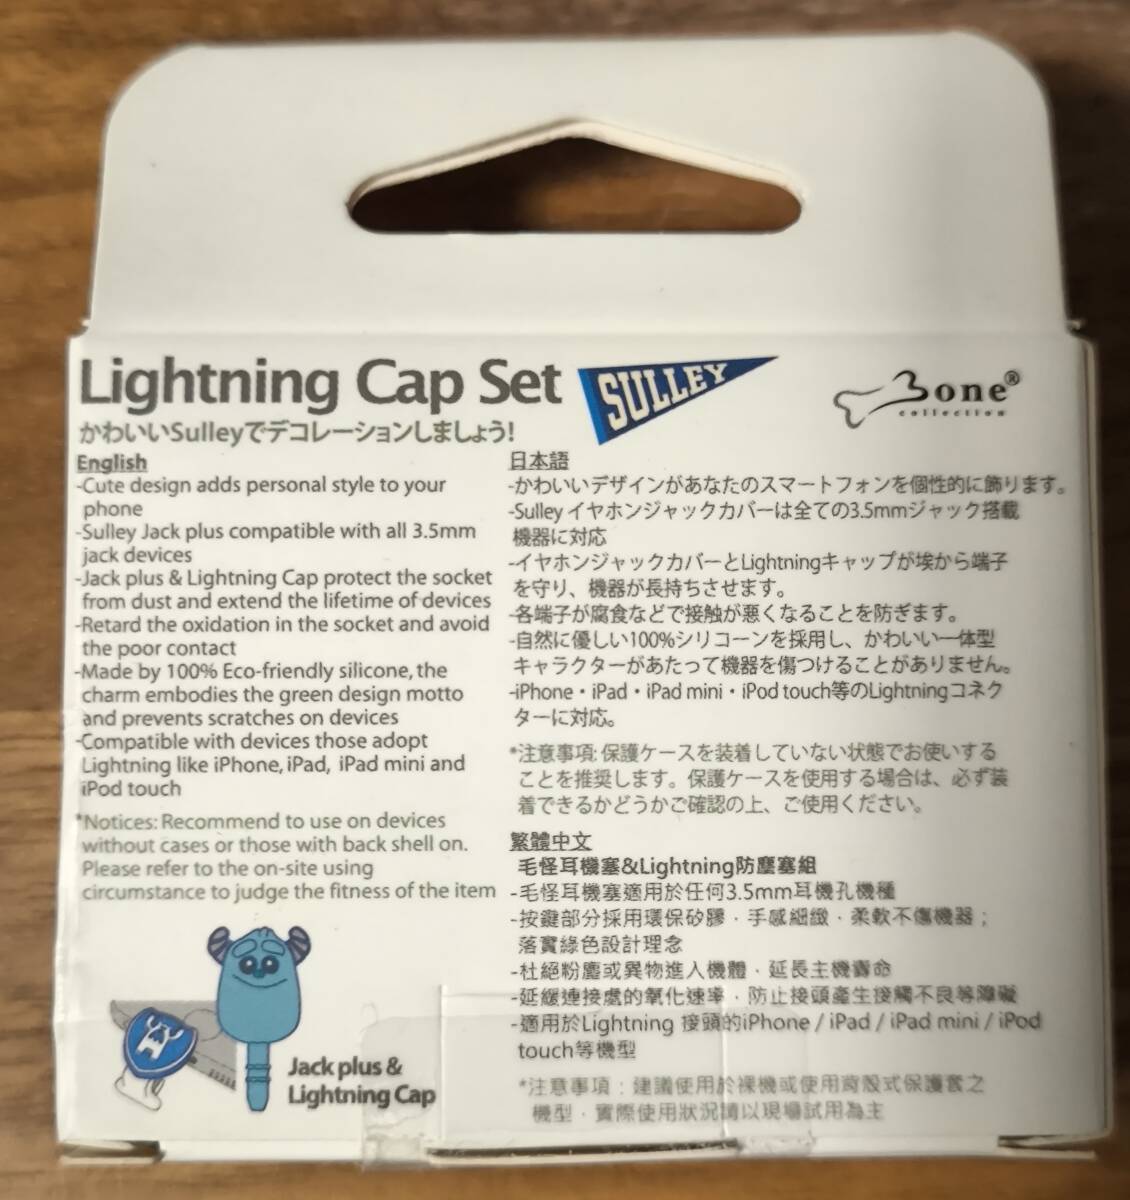 Lightning Cap Set
SULLEY
Bone®
collection
かわいいSulleyでデコレーションしましょう!
English
-Cute design adds personal style to your
phone
-Sulley Jack plus compatible with all 3.5mm
jack devices
-Jack plus & Lightning Cap protect the socket
from dust and extend the lifetime of devices
-Retard the oxidation in the socket and avoid
the poor contact
-Made by 100% Eco-friendly silicone, the
charm embodies the green design motto
and prevents scratches on devices
-Compatible with devices those adopt
Lightning like iPhone, iPad, iPad mini and
iPod touch
*Notices: Recommend to use on devices
without cases or those with back shell on.
Please refer to the on-site using
circumstance to judge the fitness of the item
Jack plus &
Lightning Cap
日本語
-かわいいデザインがあなたのスマートフォンを個性的に飾ります。
-Sulley イヤホンジャックカバーは全ての3.5mmジャック搭載
機器に対応
-イヤホンジャックカバーとLightningキャップが埃から端子
を守り、機器が長持ちさせます。
-各端子が腐食などで接触が悪くなることを防ぎます。
-自然に優しい100%シリコーンを採用し、かわいい一体型
キャラクターがあたって機器を傷つけることがありません。
-iPhone・iPad・iPad mini・iPod touch等のLightningコネク
ターに対応。
*注意事項: 保護ケースを装着していない状態でお使いする
ことを推奨します。保護ケースを使用する場合は、必ず装
着できるかどうかご確認の上、ご使用ください。
繁體中文
毛怪耳機塞&Lightning防塵塞組
-毛怪耳機塞適用於任何3.5mm耳機孔機種
-按鍵部分採用環保矽膠，手感細緻，柔軟不傷機器；
落實綠色設計理念
-杜絕粉塵或異物進入機體，延長主機壽命
-延緩連接處的氧化速率，防止接頭產生接觸不良等障礙
-適用於Lightning 接頭的iPhone / iPad / iPad mini / iPod
touch等機型
*注意事項：建議使用於裸機或使用背殼式保護套之
機型，實際使用狀況請以現場試用為主